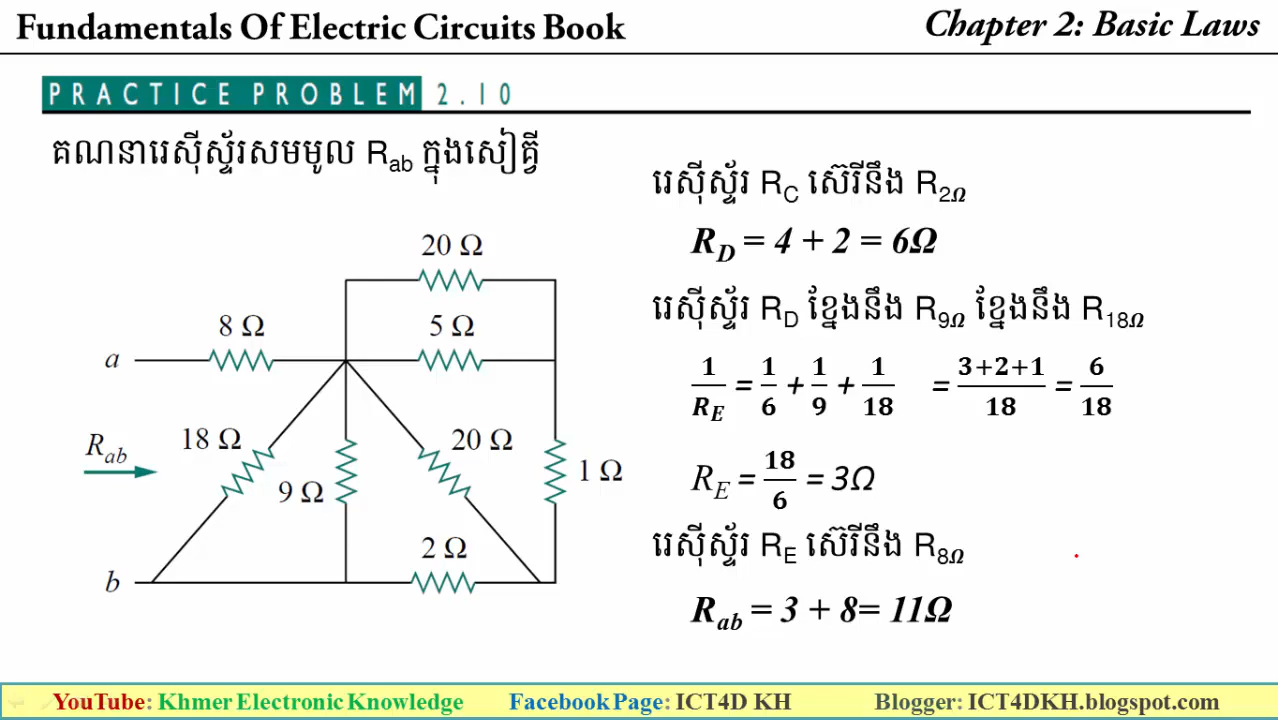 Fundamentals Of Electric Circuits Book
Chapter 2: Basic Laws
PRACTICE PROBLEM 2.10
គណនារេស៊ីស្ទ័រសមមូល Rab ក្នុងសៀគ្វី
20 Ω
8 Ω
5 Ω
a
Rab
18 Ω
20 Ω
9 Ω
1 Ω
2 Ω
b
រេស៊ីស្ទ័រ RC ស៊េរីនឹង R2Ω
RD = 4 + 2 = 6Ω
រេស៊ីស្ទ័រ RD ខ្នែងនឹង R9Ω ខ្នែងនឹង R18Ω
1/RE = 1/6 + 1/9 + 1/18 = 3+2+1/18 = 6/18
RE = 18/6 = 3Ω
រេស៊ីស្ទ័រ RE ស៊េរីនឹង R8Ω
Rab = 3 + 8= 11Ω
YouTube: Khmer Electronic Knowledge Facebook Page: ICT4D KH Blogger: ICT4DKH.blogspot.com